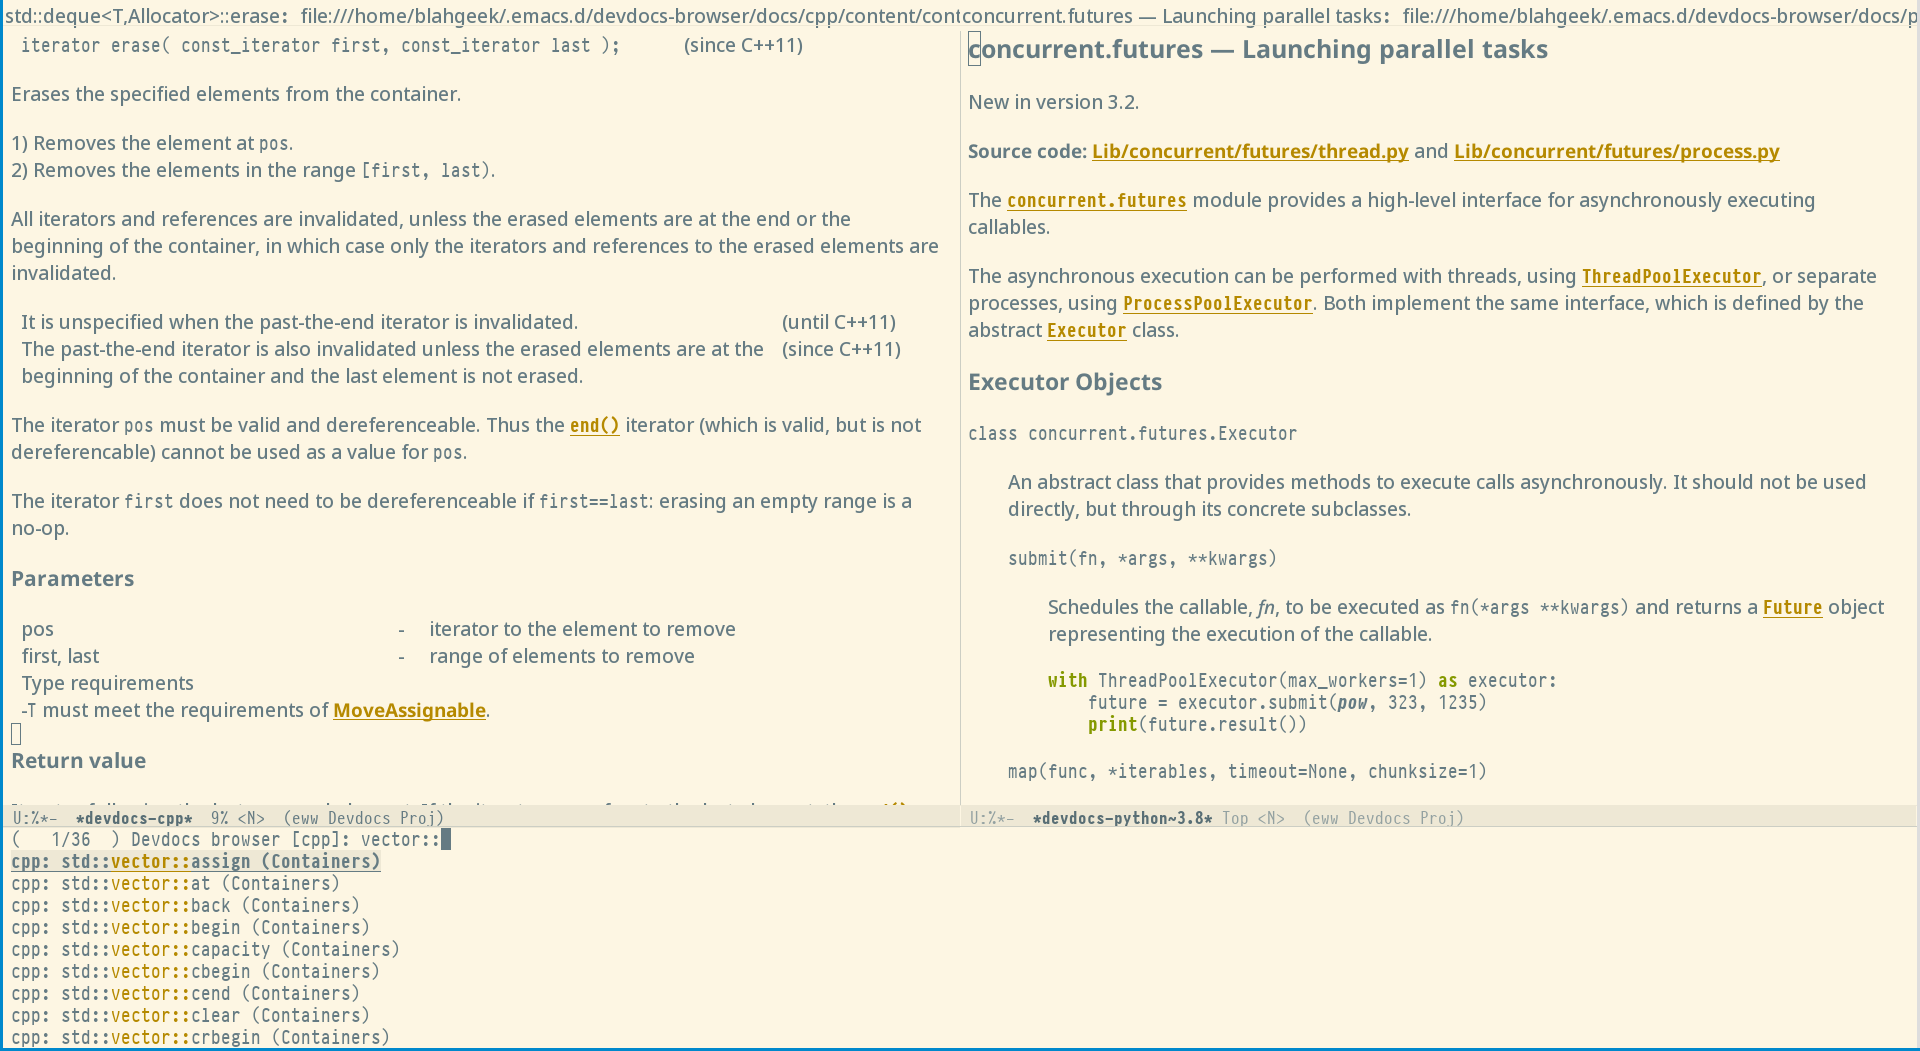 std::deque<T,Allocator>::erase: file:///home/blahgeek/.emacs.d/devdocs-browser/docs/cpp/content/cont
iterator erase( const_iterator first, const_iterator last ); (since C++11)
Erases the specified elements from the container.
1) Removes the element at pos.
2) Removes the elements in the range [first, last).
All iterators and references are invalidated, unless the erased elements are at the end or the
beginning of the container, in which case only the iterators and references to the erased elements are
invalidated.
It is unspecified when the past-the-end iterator is invalidated. (until C++11)
The past-the-end iterator is also invalidated unless the erased elements are at the (since C++11)
beginning of the container and the last element is not erased.
The iterator pos must be valid and dereferenceable. Thus the end() iterator (which is valid, but is not
dereferencable) cannot be used as a value for pos.
The iterator first does not need to be dereferenceable if first==last: erasing an empty range is a
no-op.
Parameters
pos - iterator to the element to remove
first, last - range of elements to remove
Type requirements
-T must meet the requirements of MoveAssignable.
Return value
U:%*- *devdocs-cpp* 9% <N> (eww Devdocs Proj)
concurrent.futures — Launching parallel tasks: file:///home/blahgeek/.emacs.d/devdocs-browser/docs/p
concurrent.futures — Launching parallel tasks
New in version 3.2.
Source code: Lib/concurrent/futures/thread.py and Lib/concurrent/futures/process.py
The concurrent.futures module provides a high-level interface for asynchronously executing
callables.
The asynchronous execution can be performed with threads, using ThreadPoolExecutor, or separate
processes, using ProcessPoolExecutor. Both implement the same interface, which is defined by the
abstract Executor class.
Executor Objects
class concurrent.futures.Executor
An abstract class that provides methods to execute calls asynchronously. It should not be used
directly, but through its concrete subclasses.
submit(fn, *args, **kwargs)
Schedules the callable, fn, to be executed as fn(*args **kwargs) and returns a Future object
representing the execution of the callable.
with ThreadPoolExecutor(max_workers=1) as executor:
future = executor.submit(pow, 323, 1235)
print(future.result())
map(func, *iterables, timeout=None, chunksize=1)
U:%*- *devdocs-python~3.8* Top <N> (eww Devdocs Proj)
( 1/36 ) Devdocs browser [cpp]: vector::
cpp: std::vector::assign (Containers)
cpp: std::vector::at (Containers)
cpp: std::vector::back (Containers)
cpp: std::vector::begin (Containers)
cpp: std::vector::capacity (Containers)
cpp: std::vector::cbegin (Containers)
cpp: std::vector::cend (Containers)
cpp: std::vector::clear (Containers)
cpp: std::vector::crbegin (Containers)